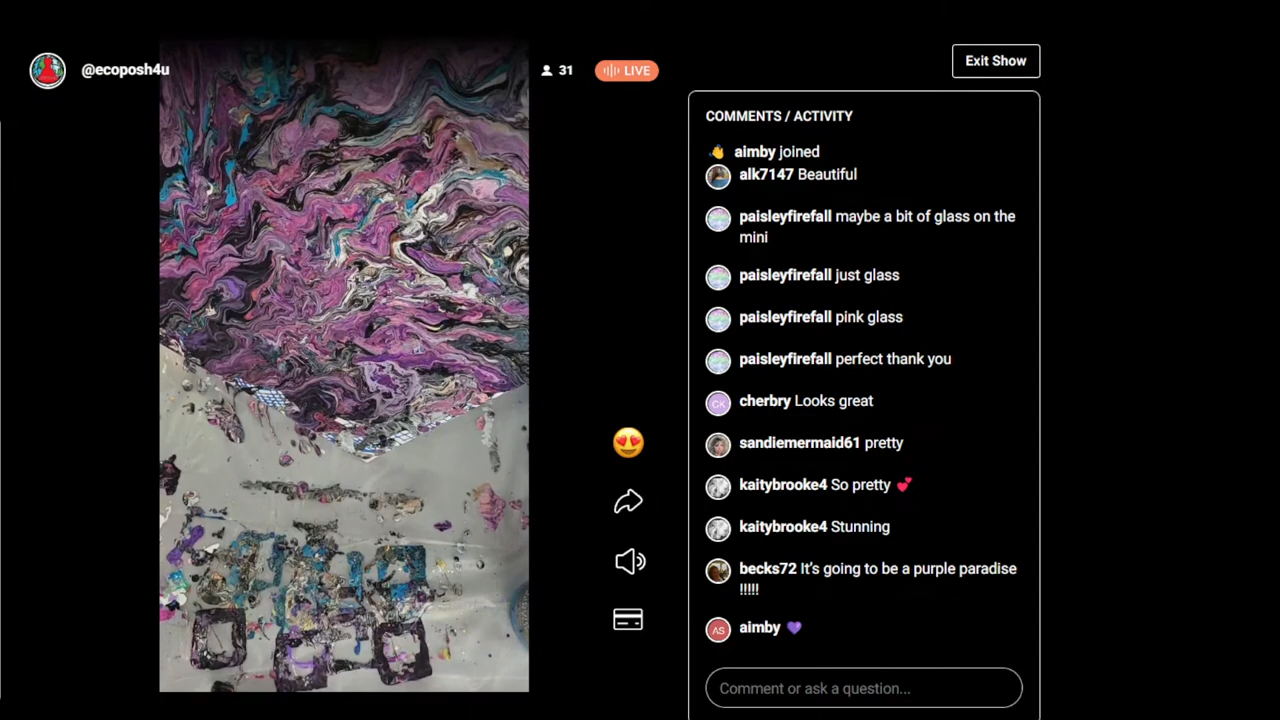 @ecoposh4u
31
LIVE
Exit Show
COMMENTS / ACTIVITY
👋 aimby joined
alk7147 Beautiful
paisleyfirefall maybe a bit of glass on the
mini
paisleyfirefall just glass
paisleyfirefall pink glass
paisleyfirefall perfect thank you
CK cherbry Looks great
sandiemermaid61 pretty
kaitybrooke4 So pretty 💕
kaitybrooke4 Stunning
becks72 It's going to be a purple paradise
!!!!!
AS aimby 💜
Comment or ask a question...